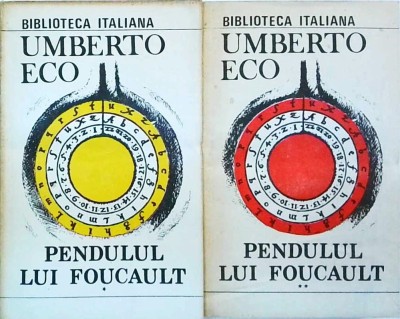 BIBLIOTECA ITALIANA
UMBERTO
ECO
PENDULUL
LUI FOUCAULT
*
BIBLIOTECA ITALIANA
UMBERTO
ECO
PENDULUL
LUI FOUCAULT
**